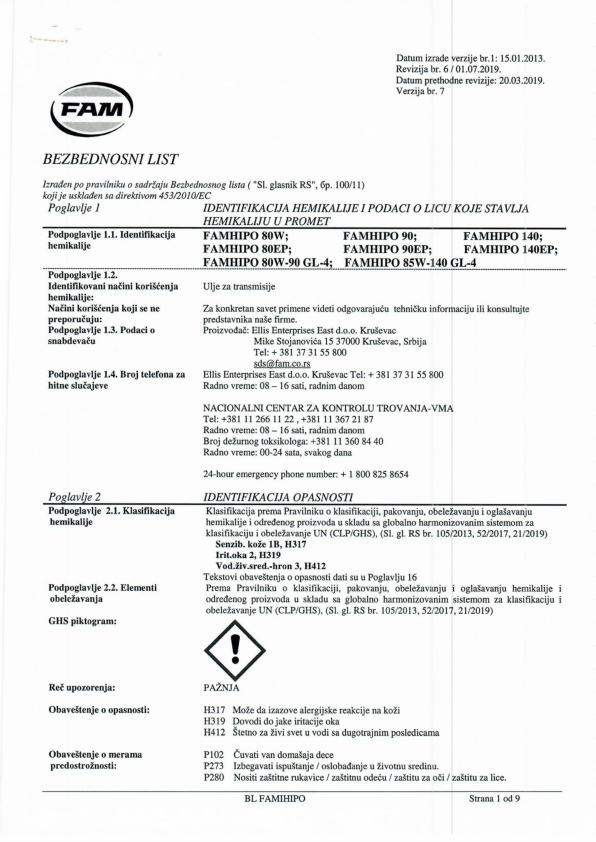 Datum izrade verzije br.1: 15.01.2013.
Revizija br. 6 / 01.07.2019.
Datum prethodne revizije: 20.03.2019.
Verzija br. 7
FAM
BEZBEDNOSNI LIST
Izrađen po pravilniku o sadržaju Bezbednosnog lista ( "Sl. glasnik RS", бр. 100/11)
koji je usklađen sa direktivom 453/2010/EC
Poglavlje 1 IDENTIFIKACIJA HEMIKALIJE I PODACI O LICU KOJE STAVLJA
HEMIKALIJU U PROMET
Podpoglavlje 1.1. Identifikacija hemikalije
FAMHIPO 80W; FAMHIPO 90; FAMHIPO 140;
FAMHIPO 80EP; FAMHIPO 90EP; FAMHIPO 140EP;
FAMHIPO 80W-90 GL-4; FAMHIPO 85W-140 GL-4
Podpoglavlje 1.2.
Identifikovani načini korišćenja Ulje za transmisije
hemikalije:
Načini korišćenja koji se ne Za konkretan savet primene videti odgovarajuću tehničku informaciju ili konsultujte
preporučuju: predstavnika naše firme.
Podpoglavlje 1.3. Podaci o Proizvođač: Ellis Enterprises East d.o.o. Kruševac
snabdevaču Mike Stojanovića 15 37000 Kruševac, Srbija
Tel: + 381 37 31 55 800
sds@fam.co.rs
Podpoglavlje 1.4. Broj telefona za Ellis Enterprises East d.o.o. Kruševac Tel: + 381 37 31 55 800
hitne slučajeve Radno vreme: 08 – 16 sati, radnim danom
NACIONALNI CENTAR ZA KONTROLU TROVANJA-VMA
Tel: +381 11 266 11 22 , +381 11 367 21 87
Radno vreme: 08 – 16 sati, radnim danom
Broj dežurnog toksikologa: +381 11 360 84 40
Radno vreme: 00-24 sata, svakog dana
24-hour emergency phone number: + 1 800 825 8654
Poglavlje 2 IDENTIFIKACIJA OPASNOSTI
Podpoglavlje 2.1. Klasifikacija Klasifikacija prema Pravilniku o klasifikaciji, pakovanju, obeležavanju i oglašavanju
hemikalije hemikalije i određenog proizvoda u skladu sa globalno harmonizovanim sistemom za
klasifikaciju i obeležavanje UN (CLP/GHS), (Sl. gl. RS br. 105/2013, 52/2017, 21/2019)
Senzib. kože 1B, H317
Irit.oka 2, H319
Vod.živ.sred.-hron 3, H412
Tekstovi obaveštenja o opasnosti dati su u Poglavlju 16
Podpoglavlje 2.2. Elementi Prema Pravilniku o klasifikaciji, pakovanju, obeležavanju i oglašavanju hemikalije i
obeležavanja određenog proizvoda u skladu sa globalno harmonizovanim sistemom za klasifikaciju i
obeležavanje UN (CLP/GHS), (Sl. gl. RS br. 105/2013, 52/2017, 21/2019)
GHS piktogram:
Reč upozorenja: PAŽNJA
Obaveštenje o opasnosti: H317 Može da izazove alergijske reakcije na koži
H319 Dovodi do jake iritacije oka
H412 Štetno za živi svet u vodi sa dugotrajnim posledicama
Obaveštenje o merama P102 Čuvati van domašaja dece
predostrožnosti: P273 Izbegavati ispuštanje / oslobađanje u životnu sredinu.
P280 Nositi zaštitne rukavice / zaštitnu odeću / zaštitu za oči / zaštitu za lice.
BL FAMIHIPO Strana 1 od 9